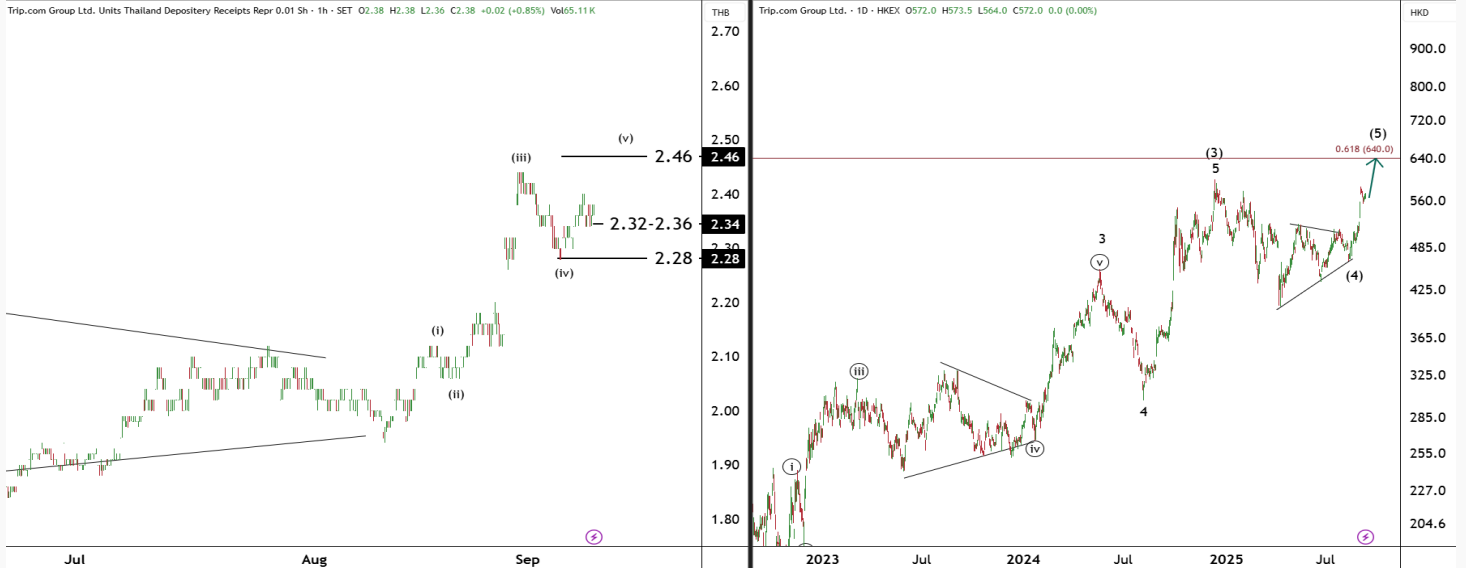 Trip.com Group Ltd. Units Thailand Depositery Receipts Repr 0.01 Sh · 1h · SET O2.38 H2.38 L2.36 C2.38 +0.02 (+0.85%) Vol65.11 K
THB
2.70
2.60
2.50
2.46
2.40
2.34
2.30
2.28
2.20
2.10
2.00
1.90
1.80
(v)
(iii)
2.46
2.32-2.36
2.28
(iv)
(i)
(ii)
Jul
Aug
Sep
Trip.com Group Ltd. · 1D · HKEX O572.0 H573.5 L564.0 C572.0 0.0 (0.00%)
HKD
900.0
800.0
720.0
640.0
560.0
485.0
425.0
365.0
325.0
285.0
255.0
227.0
204.6
(5)
0.618 (640.0)
(3)
5
3
v
(4)
iii
4
iv
i
2023
Jul
2024
Jul
2025
Jul